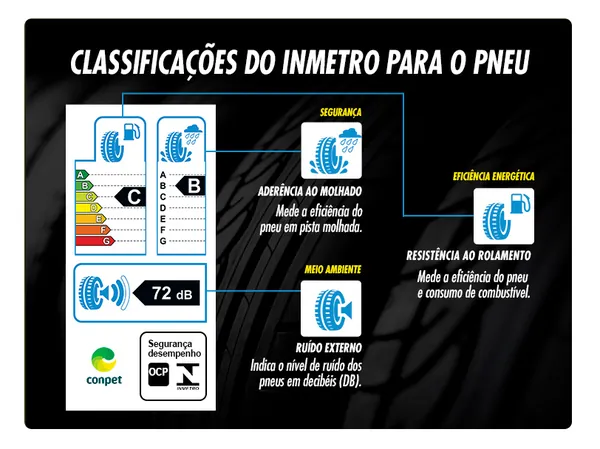 CLASSIFICAÇÕES DO INMETRO PARA O PNEU
A
B
C
D
E
F
G
C
A
B
C
D
E
F
G
B
72 dB
conpet
Segurança
desempenho
OCP
INMETRO
SEGURANÇA
ADERÊNCIA AO MOLHADO
Mede a eficiência do
pneu em pista molhada.
MEIO AMBIENTE
RUÍDO EXTERNO
Indica o nível de ruído dos
pneus em decibéis (DB).
EFICIÊNCIA ENERGÉTICA
RESISTÊNCIA AO ROLAMENTO
Mede a eficiência do pneu
e consumo de combustível.